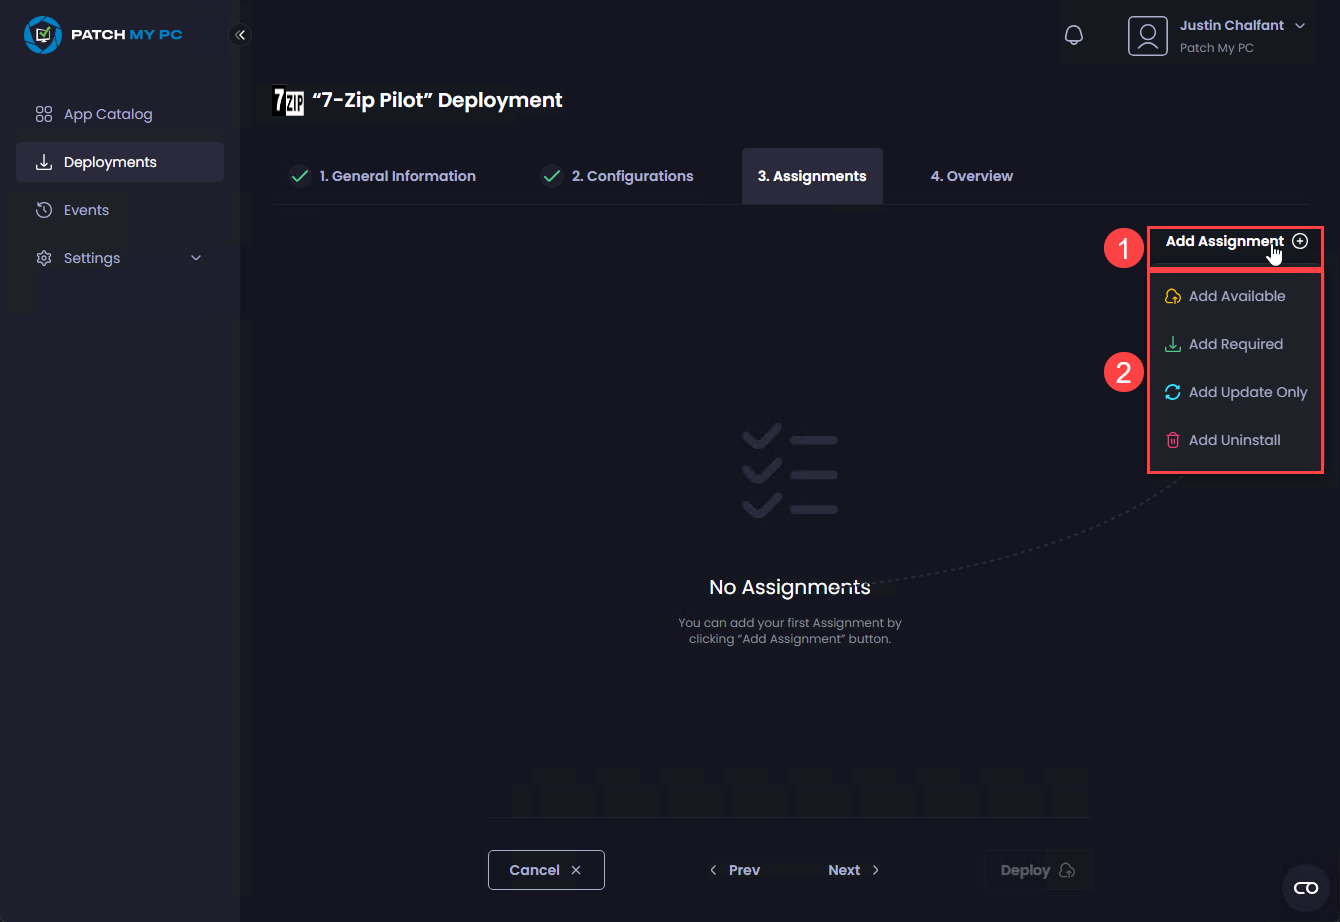 PATCH MY PC
Justin Chalfant
Patch My PC
App Catalog
Deployments
Events
Settings
7ZIP “7-Zip Pilot” Deployment
1. General Information
2. Configurations
3. Assignments
4. Overview
1
Add Assignment
2
Add Available
Add Required
Add Update Only
Add Uninstall
No Assignments
You can add your first Assignment by
clicking “Add Assignment” button.
Cancel
Prev
Next
Deploy